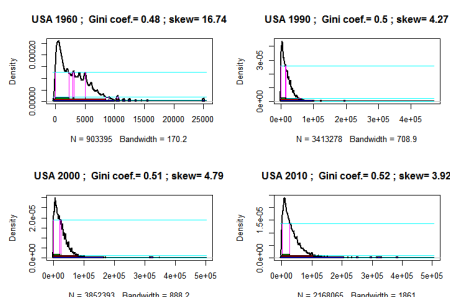 USA 1960 ; Gini coef.= 0.48 ; skew= 16.74
Density
0.00000
0.00020
0
5000
10000
15000
20000
25000
N = 903395 Bandwidth = 170.2
USA 1990 ; Gini coef.= 0.5 ; skew= 4.27
Density
0e+00
3e-05
0e+00
1e+05
2e+05
3e+05
4e+05
N = 3413278 Bandwidth = 708.9
USA 2000 ; Gini coef.= 0.51 ; skew= 4.79
Density
0.0e+00
2.0e-05
0e+00
1e+05
2e+05
3e+05
4e+05
5e+05
N = 3852393 Bandwidth = 888.2
USA 2010 ; Gini coef.= 0.52 ; skew= 3.92
Density
0.0e+00
1.5e-05
0e+00
1e+05
2e+05
3e+05
4e+05
5e+05
N = 2168065 Bandwidth = 1861